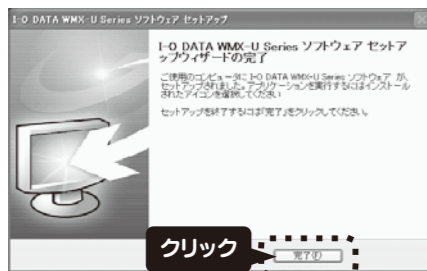 I-O DATA WMX-U Series ソフトウェア セットアップ
I-O DATA WMX-U Series ソフトウェア セットア
ップウィザードの完了
ご使用のコンピュータに I-O DATA WMX-U Series ソフトウェア が、
セットアップされました。アプリケーションを実行するにはインストール
されたアイコンを選択してください
セットアップを終了するには「完了」をクリックしてください。
クリック
完了(F)